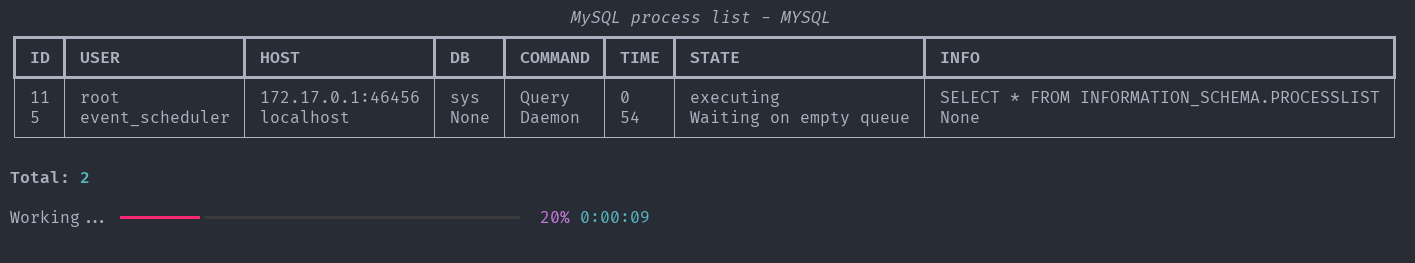 MySQL process list - MYSQL
ID USER HOST DB COMMAND TIME STATE INFO
11 root 172.17.0.1:46456 sys Query 0 executing SELECT * FROM INFORMATION_SCHEMA.PROCESSLIST
5 event_scheduler localhost None Daemon 54 Waiting on empty queue None
Total: 2
Working... 20% 0:00:09